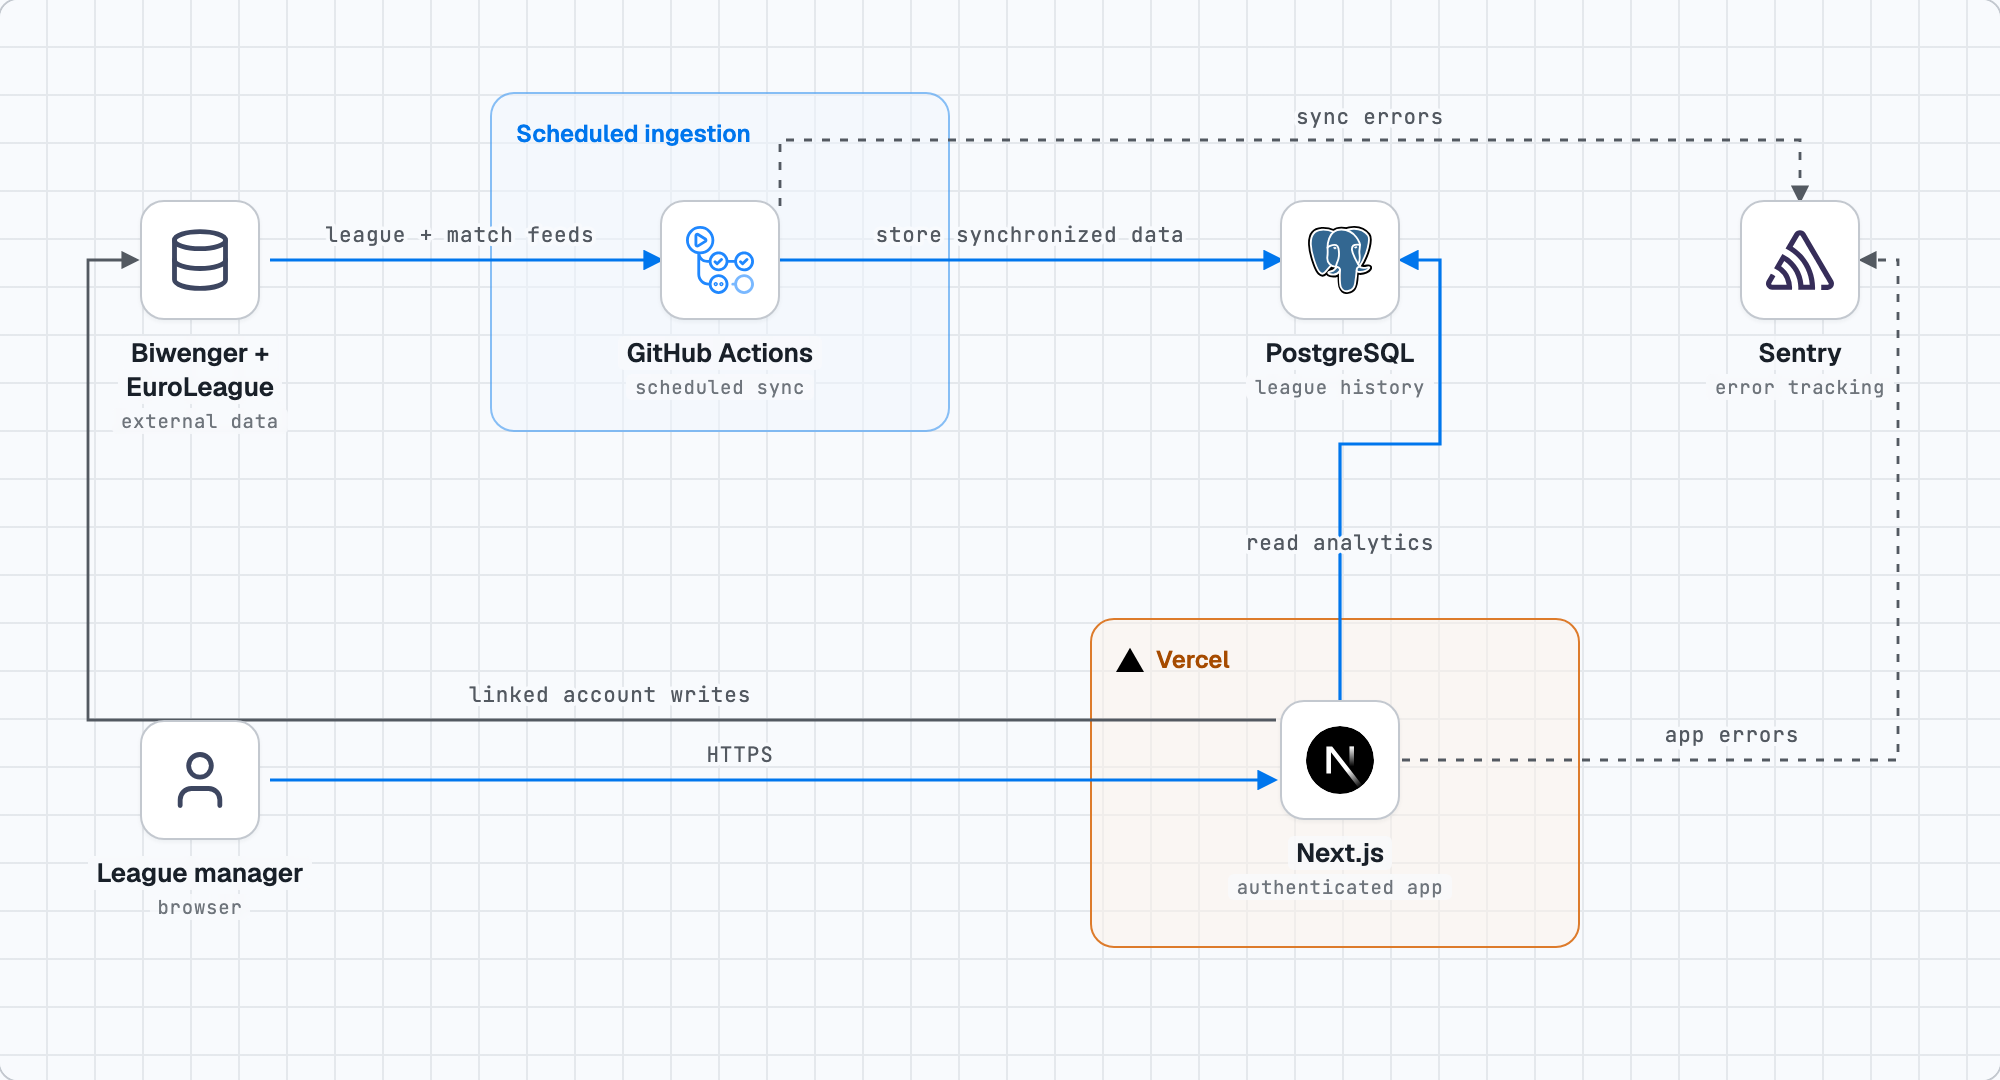 sync errors
Scheduled ingestion
league + match feeds
store synchronized data
Biwenger +
EuroLeague
external data
GitHub Actions
scheduled sync
PostgreSQL
league history
Sentry
error tracking
read analytics
Vercel
linked account writes
HTTPS
app errors
League manager
browser
Next.js
authenticated app